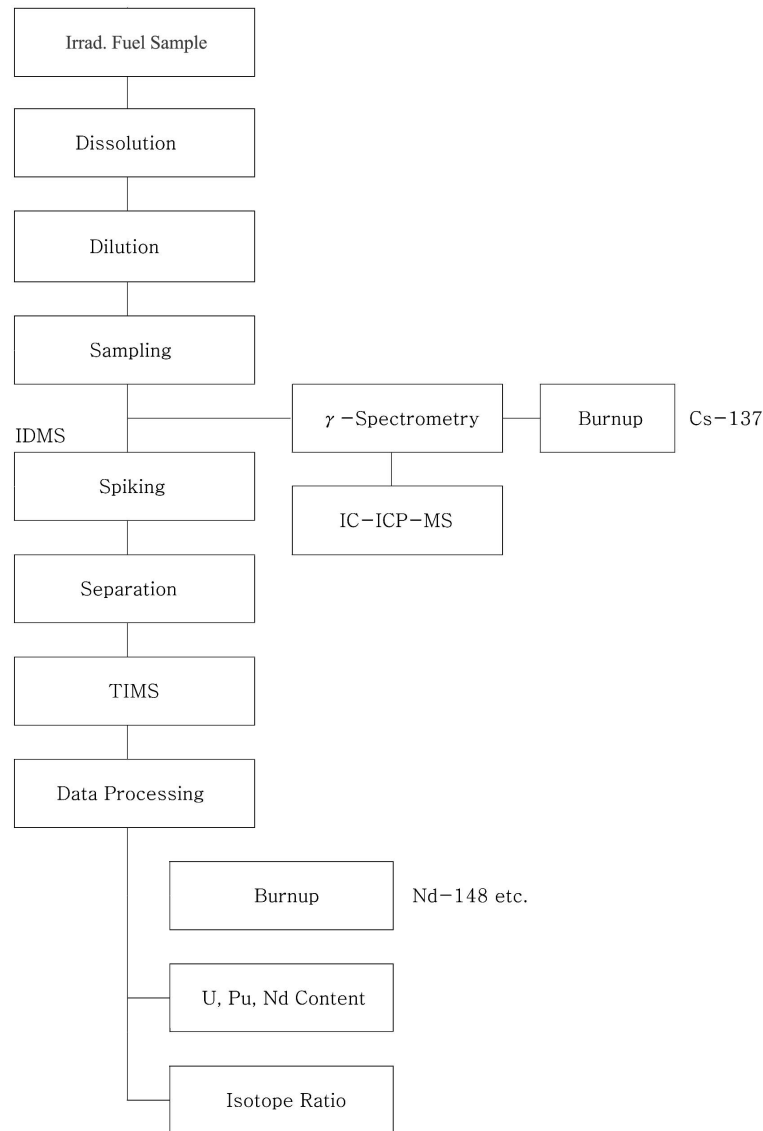 Irrad. Fuel Sample
Dissolution
Dilution
Sampling
γ-Spectrometry
Burnup
Cs-137
IDMS
Spiking
IC-ICP-MS
Separation
TIMS
Data Processing
Burnup
Nd-148 etc.
U, Pu, Nd Content
Isotope Ratio